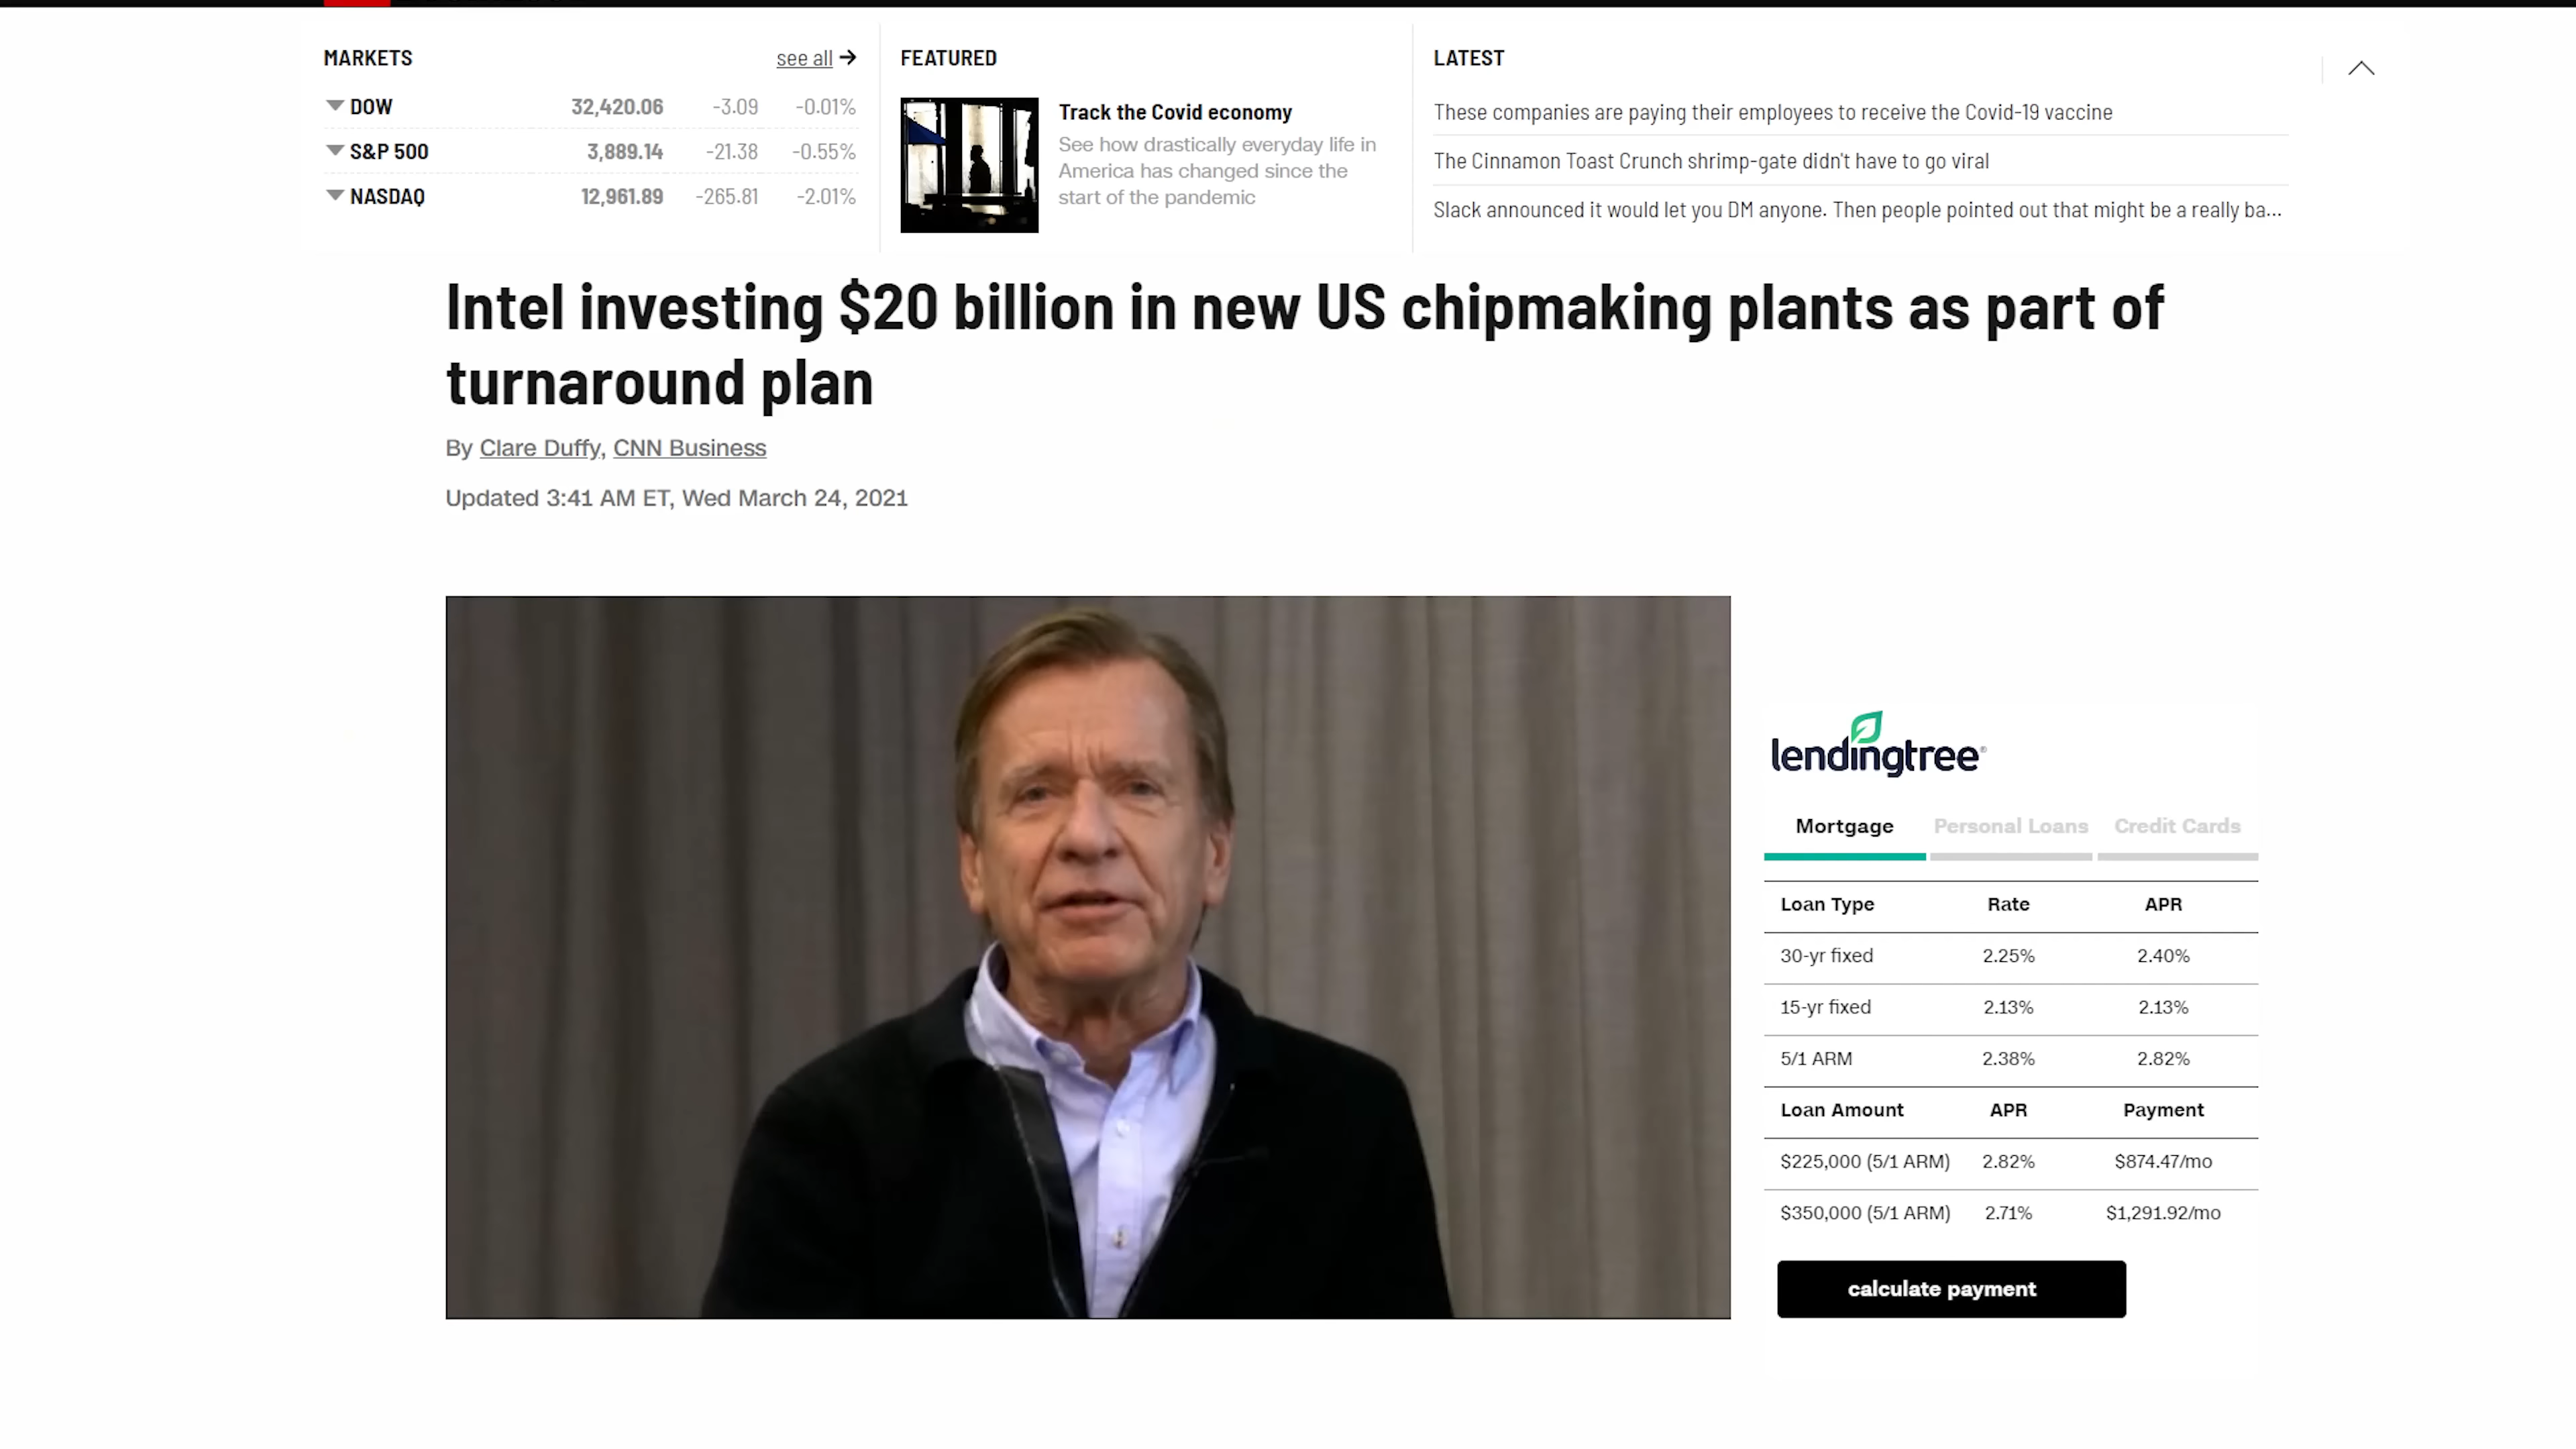 MARKETS
see all
DOW 32,420.06 -3.09 -0.01%
S&P 500 3,889.14 -21.38 -0.55%
NASDAQ 12,961.89 -265.81 -2.01%
FEATURED
Track the Covid economy
See how drastically everyday life in
America has changed since the
start of the pandemic
LATEST
These companies are paying their employees to receive the Covid-19 vaccine
The Cinnamon Toast Crunch shrimp-gate didn't have to go viral
Slack announced it would let you DM anyone. Then people pointed out that might be a really ba...
Intel investing $20 billion in new US chipmaking plants as part of
turnaround plan
By Clare Duffy, CNN Business
Updated 3:41 AM ET, Wed March 24, 2021
lendingtree®
Mortgage Personal Loans Credit Cards
Loan Type Rate APR
30-yr fixed 2.25% 2.40%
15-yr fixed 2.13% 2.13%
5/1 ARM 2.38% 2.82%
Loan Amount APR Payment
$225,000 (5/1 ARM) 2.82% $874.47/mo
$350,000 (5/1 ARM) 2.71% $1,291.92/mo
calculate payment